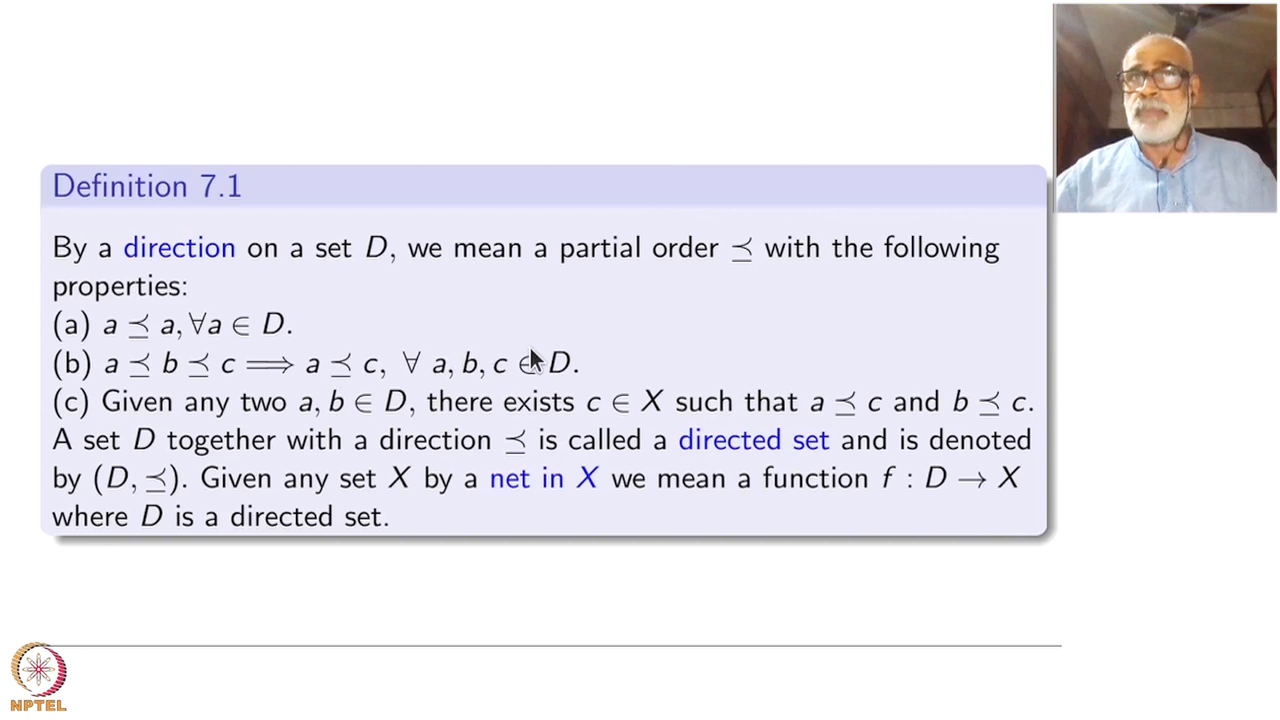 Definition 7.1
By a direction on a set D, we mean a partial order ⪯ with the following
properties:
(a) a ⪯ a, ∀a ∈ D.
(b) a ⪯ b ⪯ c ⟹ a ⪯ c, ∀ a, b, c ∈ D.
(c) Given any two a, b ∈ D, there exists c ∈ X such that a ⪯ c and b ⪯ c.
A set D together with a direction ⪯ is called a directed set and is denoted
by (D, ⪯). Given any set X by a net in X we mean a function f : D → X
where D is a directed set.
NPTEL